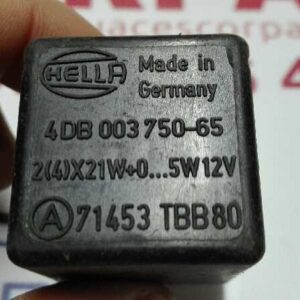 HELLA
Made in
Germany
4DB 003 750-65
2(4)X21W+0...5W12V
A 71453 TBB80